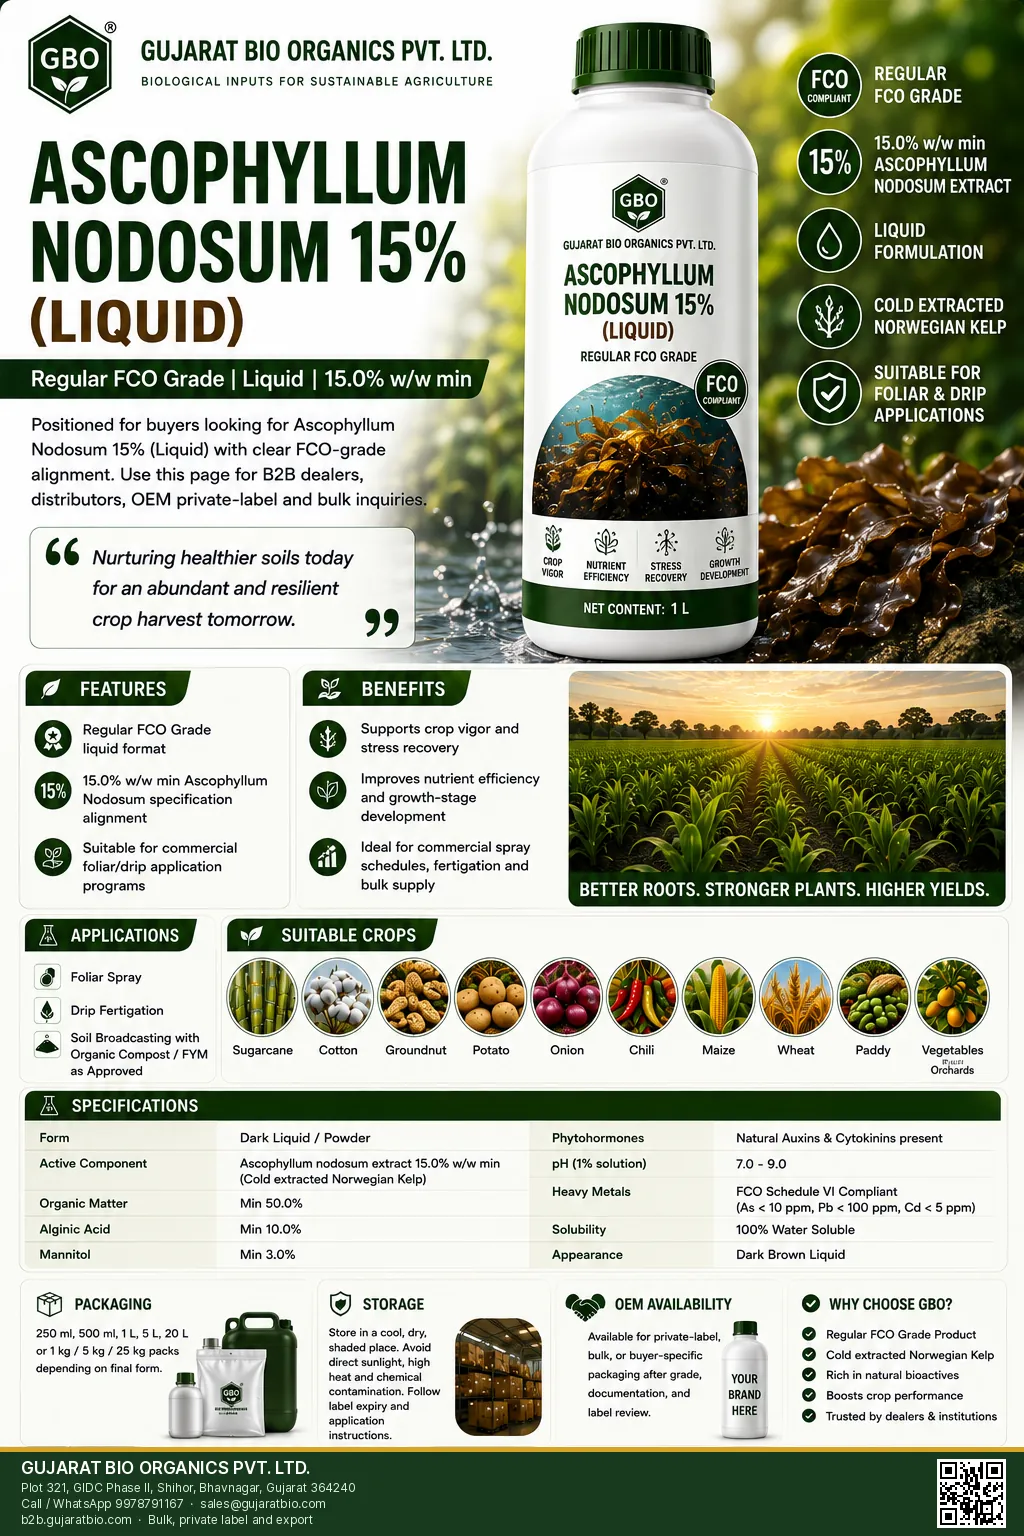 GBO
®
GUJARAT BIO ORGANICS PVT. LTD.
BIOLOGICAL INPUTS FOR SUSTAINABLE AGRICULTURE
ASCOPHYLLUM
NODOSUM 15%
(LIQUID)
Regular FCO Grade | Liquid | 15.0% w/w min
Positioned for buyers looking for Ascophyllum
Nodosum 15% (Liquid) with clear FCO-grade
alignment. Use this page for B2B dealers,
distributors, OEM private-label and bulk inquiries.
“ Nurturing healthier soils today
for an abundant and resilient
crop harvest tomorrow. ”
GBO
®
GUJARAT BIO ORGANICS PVT. LTD.
ASCOPHYLLUM
NODOSUM 15%
(LIQUID)
REGULAR FCO GRADE
FCO
COMPLIANT
CROP
VIGOR
NUTRIENT
EFFICIENCY
STRESS
RECOVERY
GROWTH
DEVELOPMENT
NET CONTENT: 1 L
FCO
COMPLIANT
REGULAR
FCO GRADE
15%
15.0% w/w min
ASCOPHYLLUM
NODOSUM EXTRACT
LIQUID
FORMULATION
COLD EXTRACTED
NORWEGIAN KELP
SUITABLE FOR
FOLIAR & DRIP
APPLICATIONS
FEATURES
Regular FCO Grade
liquid format
15%
15.0% w/w min Ascophyllum
Nodosum specification
alignment
Suitable for commercial
foliar/drip application
programs
BENEFITS
Supports crop vigor and
stress recovery
Improves nutrient efficiency
and growth-stage
development
Ideal for commercial spray
schedules, fertigation and
bulk supply
BETTER ROOTS. STRONGER PLANTS. HIGHER YIELDS.
APPLICATIONS
Foliar Spray
Drip Fertigation
Soil Broadcasting with
Organic Compost / FYM
as Approved
SUITABLE CROPS
Sugarcane
Cotton
Groundnut
Potato
Onion
Chili
Maize
Wheat
Paddy
Vegetables
Orchards
SPECIFICATIONS
Form Dark Liquid / Powder
Active Component Ascophyllum nodosum extract 15.0% w/w min
(Cold extracted Norwegian Kelp)
Organic Matter Min 50.0%
Alginic Acid Min 10.0%
Mannitol Min 3.0%
Phytohormones Natural Auxins & Cytokinins present
pH (1% solution) 7.0 - 9.0
Heavy Metals FCO Schedule VI Compliant
(As < 10 ppm, Pb < 100 ppm, Cd < 5 ppm)
Solubility 100% Water Soluble
Appearance Dark Brown Liquid
PACKAGING
250 ml, 500 ml, 1 L, 5 L, 20 L
or 1 kg / 5 kg / 25 kg packs
depending on final form.
GBO
STORAGE
Store in a cool, dry,
shaded place. Avoid
direct sunlight, high
heat and chemical
contamination. Follow
label expiry and
application
instructions.
OEM AVAILABILITY
Available for private-label,
bulk, or buyer-specific
packaging after grade,
documentation, and
label review.
YOUR
BRAND
HERE
WHY CHOOSE GBO?
Regular FCO Grade Product
Cold extracted Norwegian Kelp
Rich in natural bioactives
Boosts crop performance
Trusted by dealers & institutions
GUJARAT BIO ORGANICS PVT. LTD.
Plot 321, GIDC Phase II, Shihor, Bhavnagar, Gujarat 364240
Call / WhatsApp 9978791167 · sales@gujaratbio.com
b2b.gujaratbio.com · Bulk, private label and export